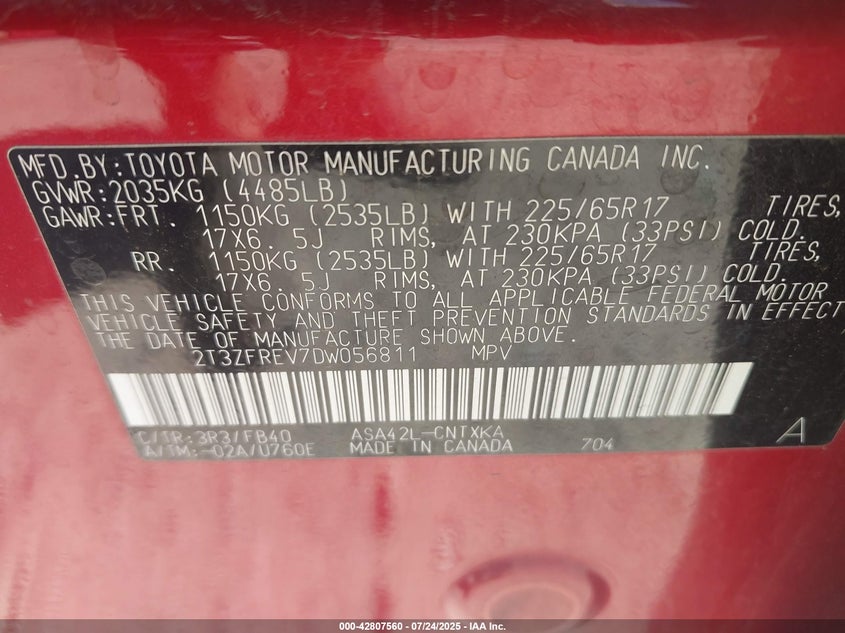 MFD.BY:TOYOTA MOTOR MANUFACTURING CANADA INC.
GVWR:2035KG (4485LB)
GAWR:FRT. 1150KG (2535LB) WITH 225/65R17 TIRES,
17X6.5J RIMS, AT 230KPA (33PSI) COLD.
RR. 1150KG (2535LB) WITH 225/65R17 TIRES,
17X6.5J RIMS, AT 230KPA (33PSI) COLD.
THIS VEHICLE CONFORMS TO ALL APPLICABLE FEDERAL MOTOR
VEHICLE SAFETY AND THEFT PREVENTION STANDARDS IN EFFECT
THE DATE OF MANUFACTURE SHOWN ABOVE.
2T3ZFREV7DW056811 MPV
C/TR:3R3/FB40 ASA42L-CNTXKA
A/TM:-02A/U760E MADE IN CANADA 704 A
000-42807560 - 07/24/2025 - IAA Inc.